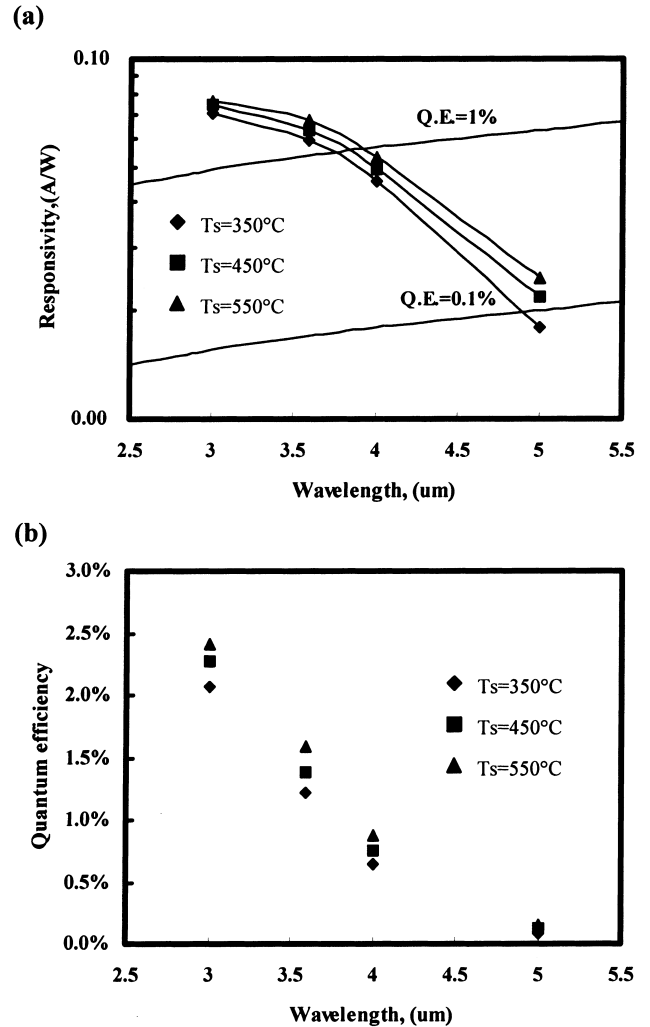 (a)
0.10
Q.E.=1%
Responsivity,(A/W)
Ts=350°C
Ts=450°C
Ts=550°C
Q.E.=0.1%
0.00
2.5 3 3.5 4 4.5 5 5.5
Wavelength, (um)
(b)
3.0%
2.5%
2.0%
1.5%
1.0%
0.5%
0.0%
Quantum efficiency
Ts=350°C
Ts=450°C
Ts=550°C
2.5 3 3.5 4 4.5 5 5.5
Wavelength, (um)